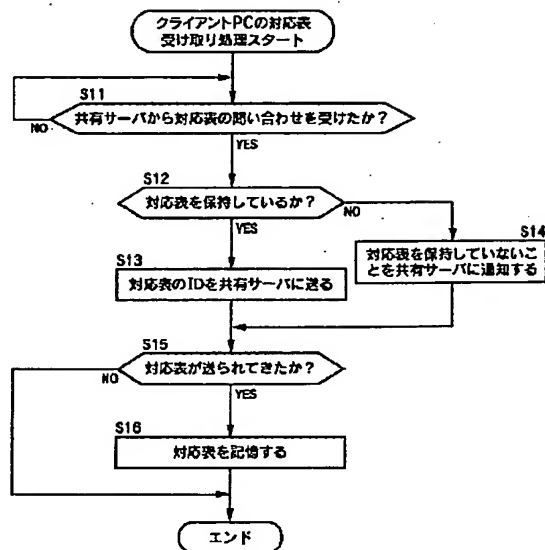 クライアントPCの対応表
受け取り処理スタート
S11
共有サーバから対応表の問い合わせを受けたか？
NO
YES
S12
対応表を保持しているか？
NO
YES
S14
S13
対応表を保持していないこ
とを共有サーバに通知する
対応表のIDを共有サーバに送る
S15
対応表が送られてきたか？
NO
YES
S16
対応表を記憶する
エンド